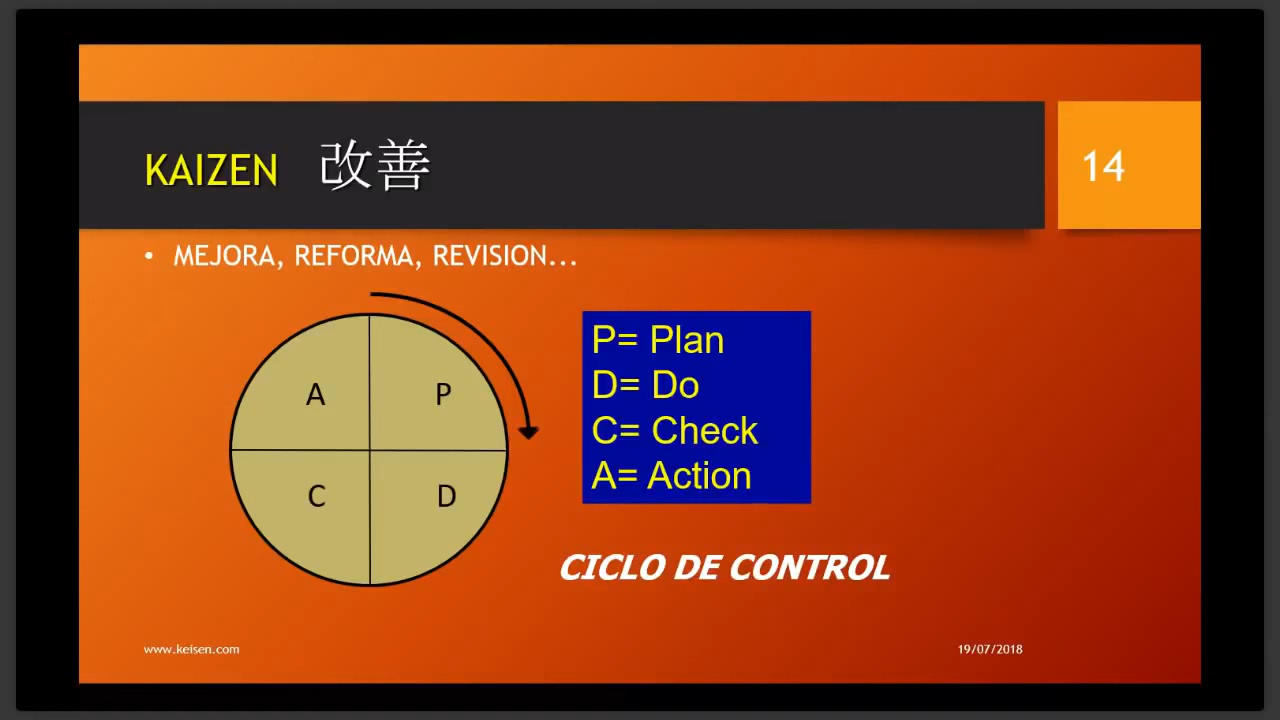 KAIZEN 改善
14
• MEJORA, REFORMA, REVISION...
A P
C D
P= Plan
D= Do
C= Check
A= Action
CICLO DE CONTROL
www.keisen.com
19/07/2018